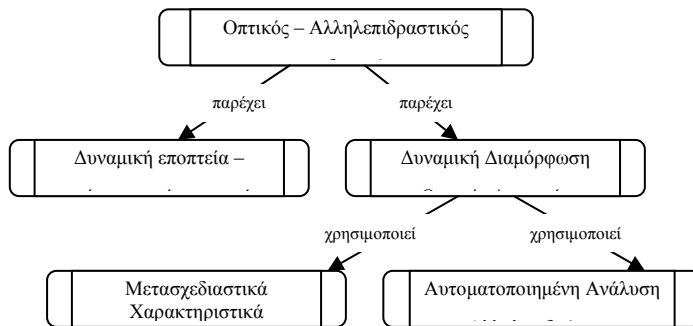 Οπτικός – Αλληλεπιδραστικός
παρέχει
παρέχει
Δυναμική εποπτεία –
Δυναμική Διαμόρφωση
χρησιμοποιεί
χρησιμοποιεί
Μετασχεδιαστικά
Χαρακτηριστικά
Αυτοματοποιημένη Ανάλυση